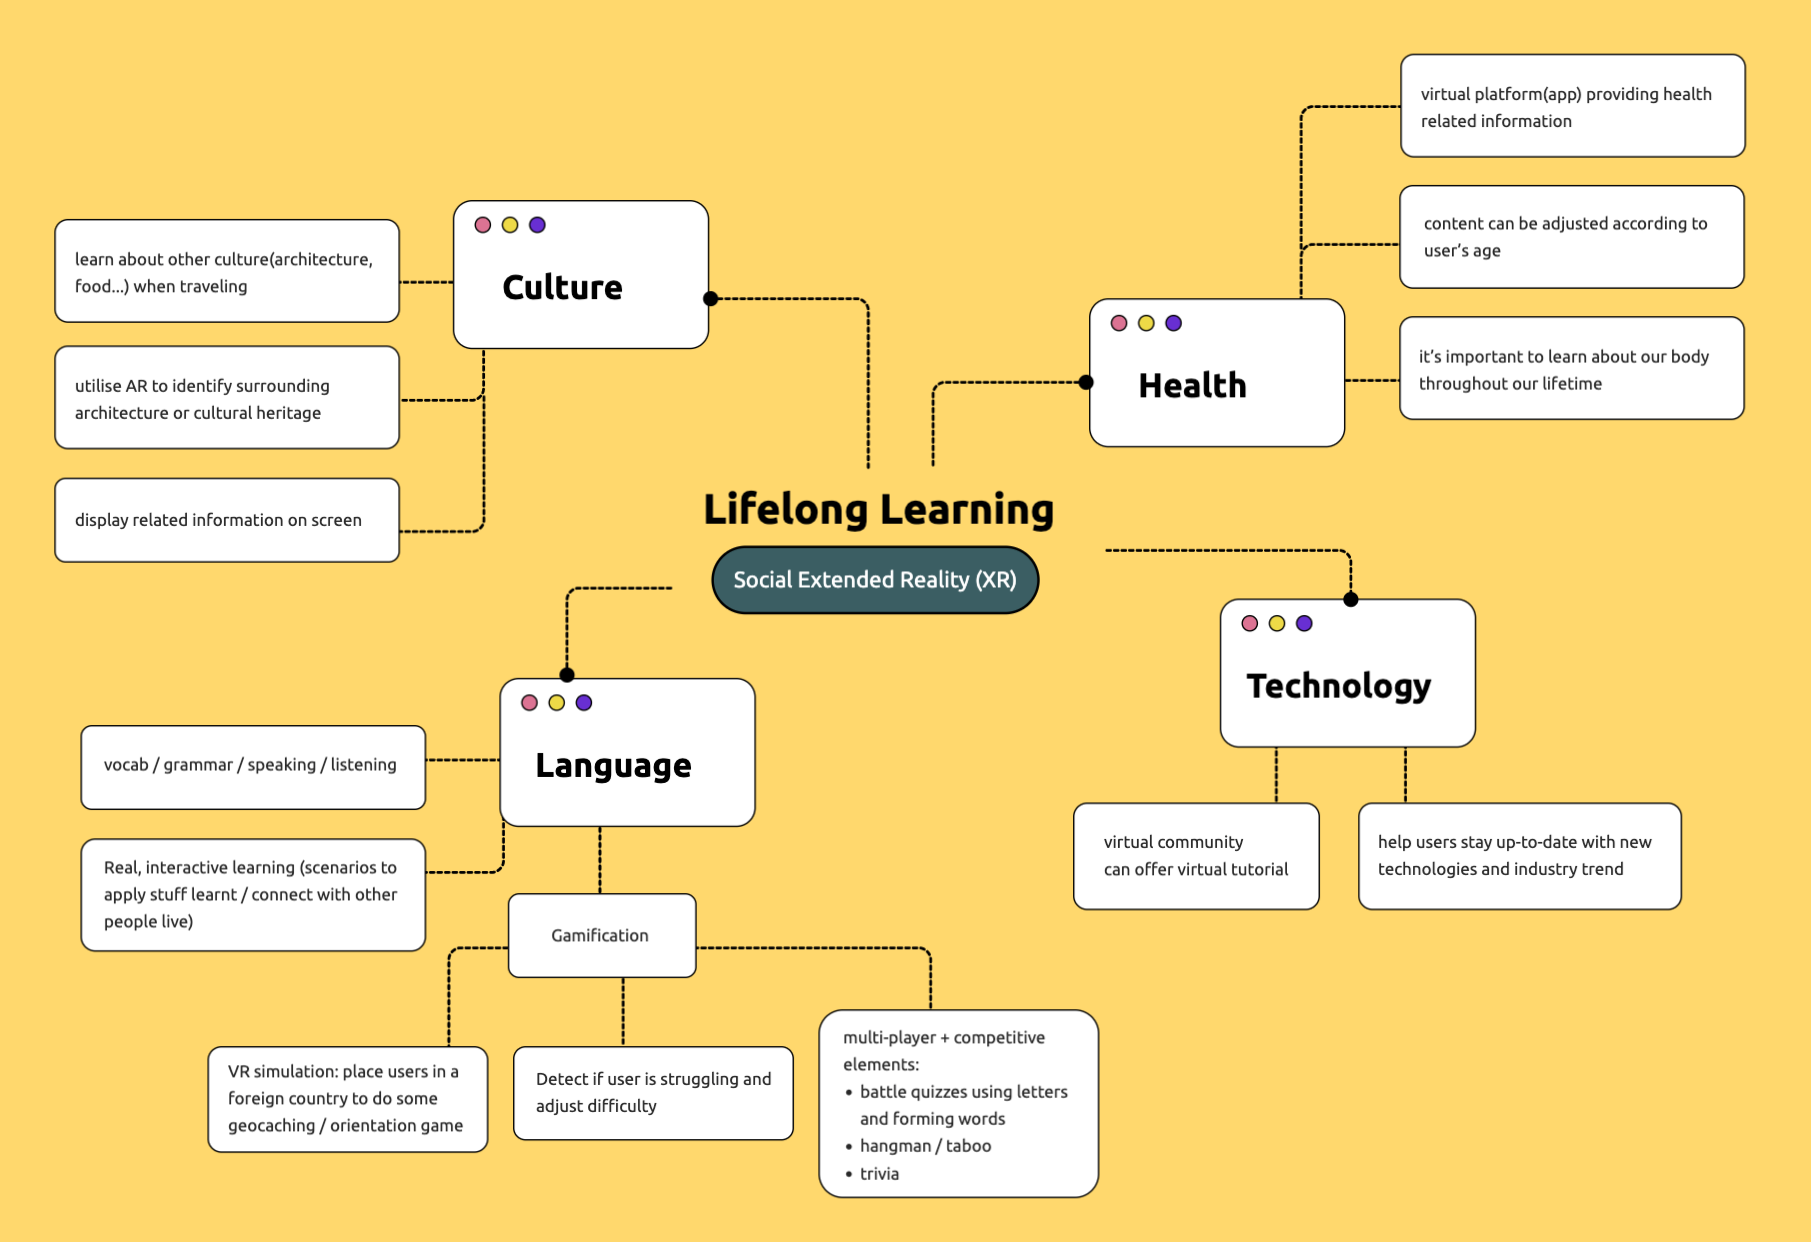 Lifelong Learning
Social Extended Reality (XR)
Culture
learn about other culture(architecture,
food...) when traveling
utilise AR to identify surrounding
architecture or cultural heritage
display related information on screen
Health
virtual platform(app) providing health
related information
content can be adjusted according to
user's age
it's important to learn about our body
throughout our lifetime
Language
vocab / grammar / speaking / listening
Real, interactive learning (scenarios to
apply stuff learnt / connect with other
people live)
Gamification
VR simulation: place users in a
foreign country to do some
geocaching / orientation game
Detect if user is struggling and
adjust difficulty
multi-player + competitive
elements:
• battle quizzes using letters
and forming words
• hangman / taboo
• trivia
Technology
virtual community
can offer virtual tutorial
help users stay up-to-date with new
technologies and industry trend